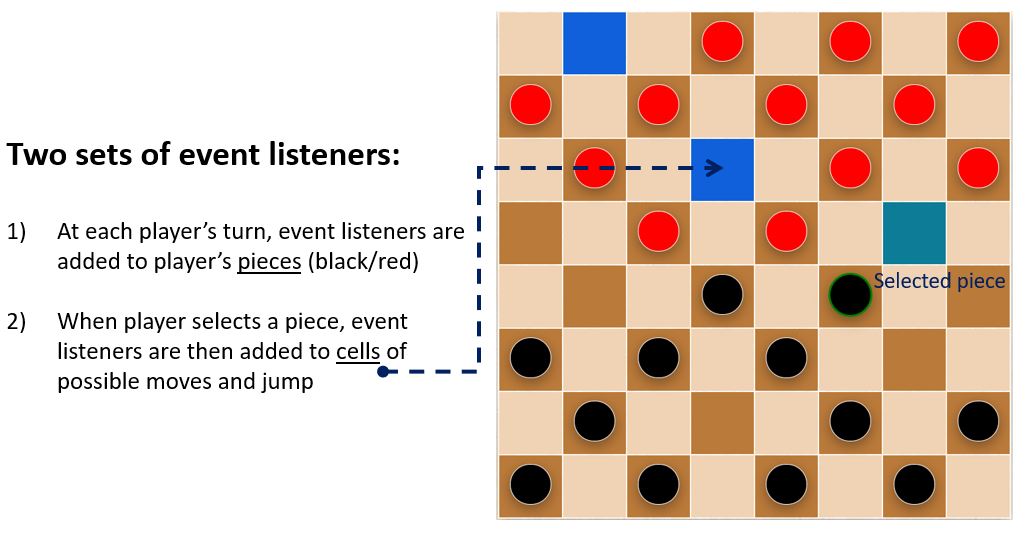 Two sets of event listeners:
1) At each player's turn, event listeners are
added to player's pieces (black/red)
2) When player selects a piece, event
listeners are then added to cells of
possible moves and jump
Selected piece